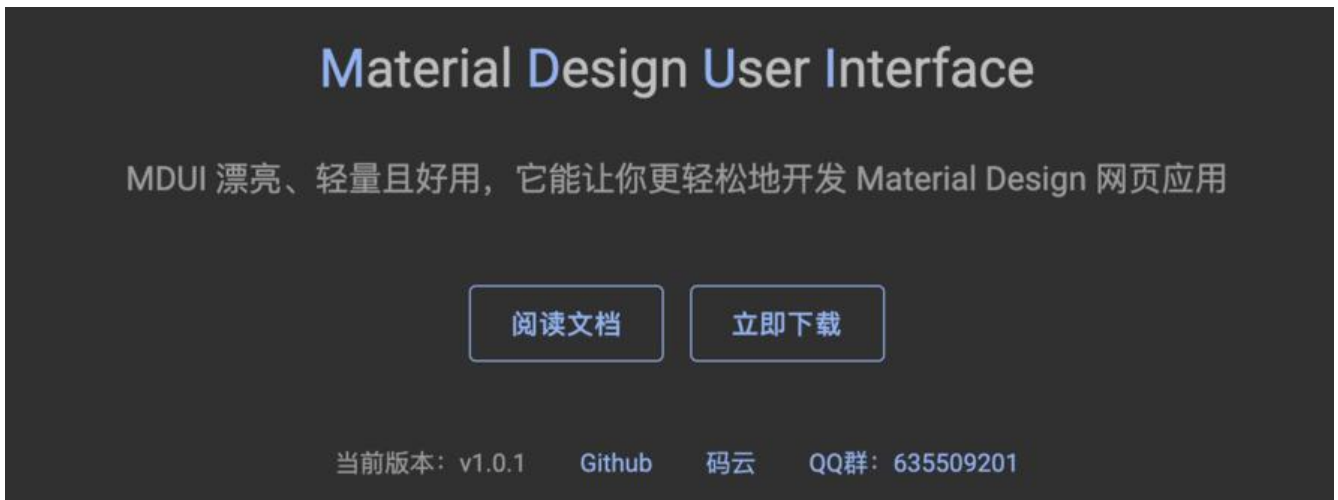 Material Design User Interface
MDUI 漂亮、轻量且好用，它能让你更轻松地开发 Material Design 网页应用
阅读文档 立即下载
当前版本：v1.0.1 Github 码云 QQ群：635509201